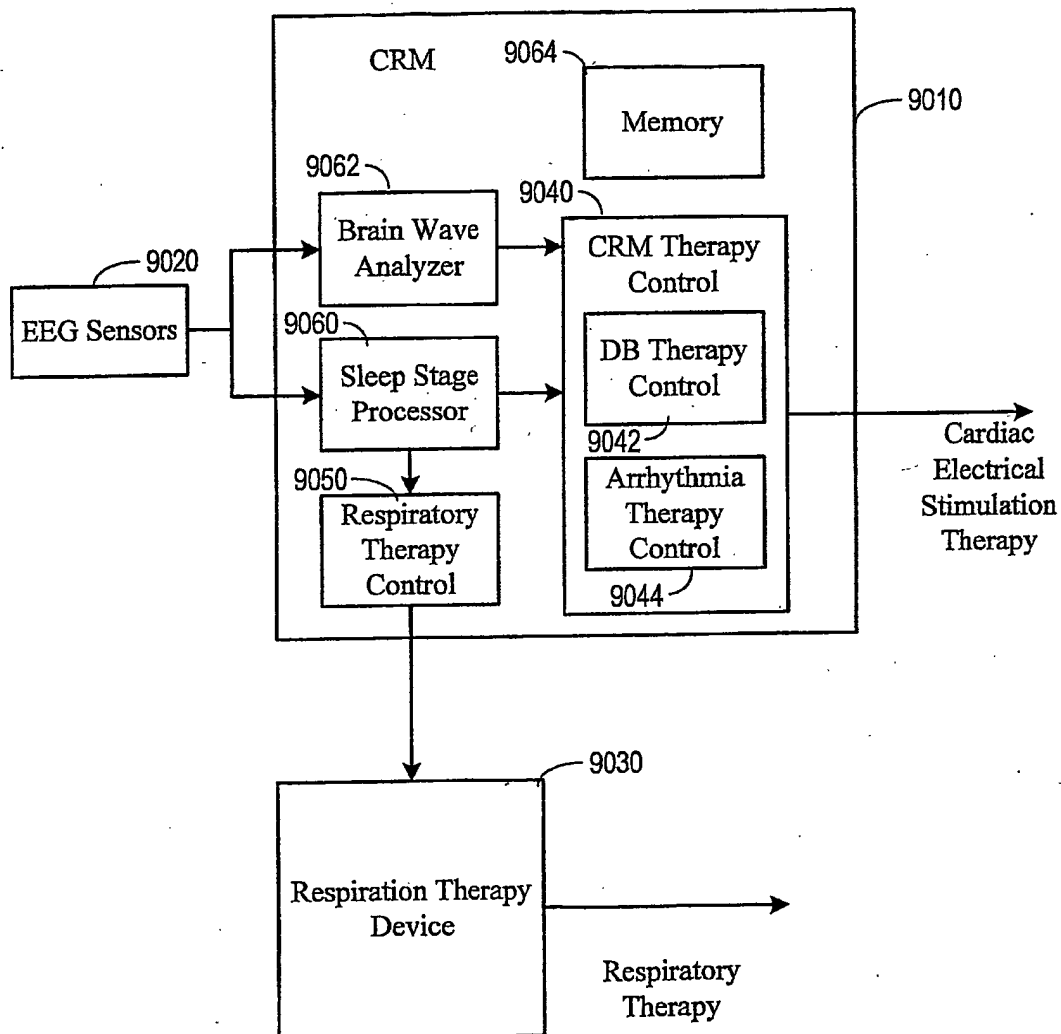 CRM
9064
Memory
9010
9062
Brain Wave
Analyzer
9040
CRM Therapy
Control
9020
EEG Sensors
9060
Sleep Stage
Processor
DB Therapy
Control
9042
Cardiac
Electrical
Stimulation
Therapy
9050
Respiratory
Therapy
Control
Arrhythmia
Therapy
Control
9044
9030
Respiration Therapy
Device
Respiratory
Therapy